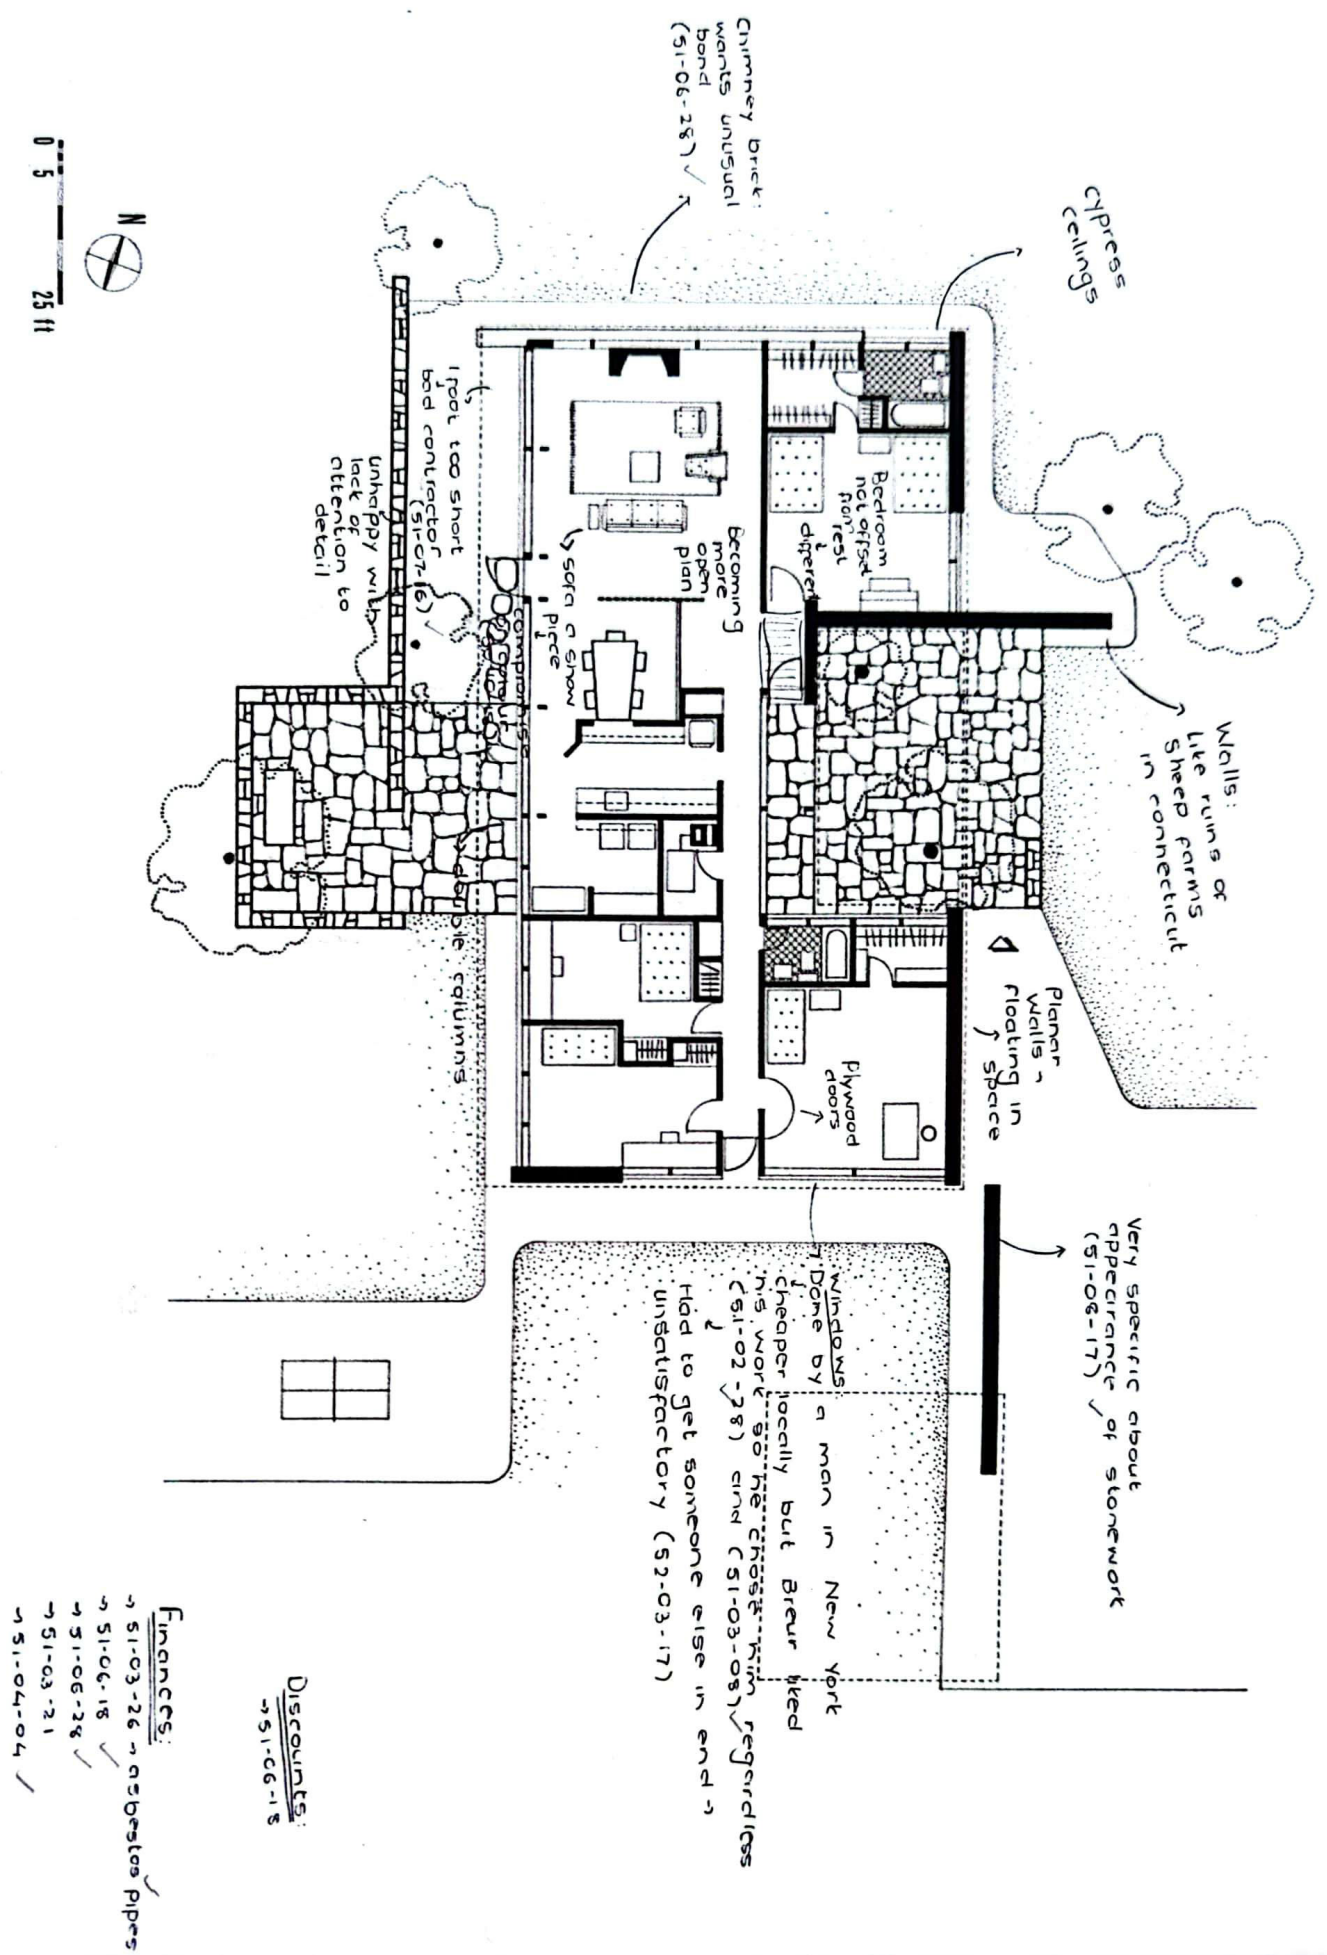 cypress
ceilings
Walls:
like ruins of
sheep farms
in connecticut
Very specific about
appearance of stonework
(51-08-17) ✓
Planar
walls →
floating in
space
Chimney brick:
wants unusual
bond
(51-06-28) ✓
Bedroom
not offset
from rest
↓
different
Plywood
doors
becoming
more
open
plan
windows:
Done by a man in New York
↓ cheaper locally but Breur liked
his work so he chose him regardless
(51-02-28) ✓ and (51-03-08) ✓
↓
Had to get someone else in end →
unsatisfactory (52-03-17)
→ sofa a show
piece
↓
compromise
double columns
1 foot too short
↓
bad contractor
(51-07-16) ✓
unhappy with
lack of
attention to
detail
Discounts:
→ 51-06-18
Finances:
→ 51-03-26 → asbestos pipes ✓
→ 51-06-18 ✓
→ 51-06-28 ✓
→ 51-03-21
→ 51-04-04 ✓
N
0 5 25 ft